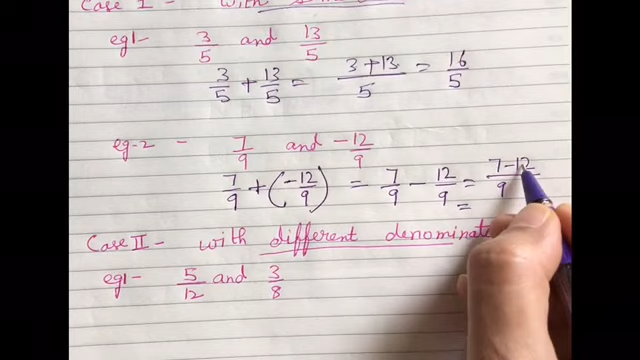 Case I - with
eg1- 3/5 and 13/5
3/5 + 13/5 = 3+13/5 = 16/5
eg-2 - 7/9 and -12/9
7/9 + (-12/9) = 7/9 - 12/9 = 7-12/9
=
Case II - with different denominate
eg1- 5/12 and 3/8